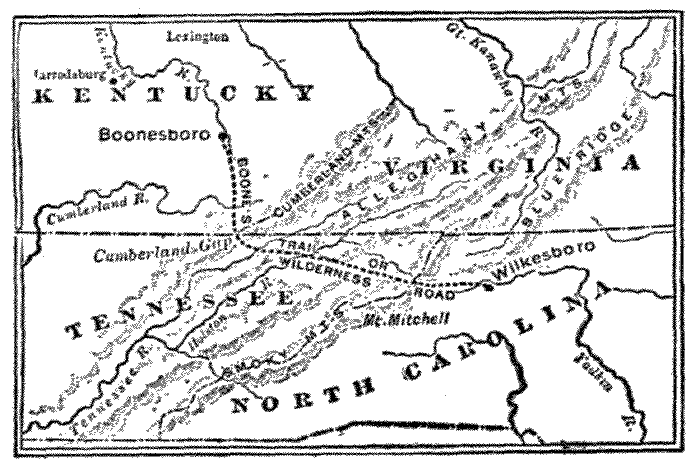 Lexington
Gt. Kanawha
R.
Harrodsburg
KENTUCKY
MTS
Boonesboro
CUMBERLAND MTS.
ALLEGHANY
VIRGINIA
R.
BLUE RIDGE
BOONE'S
Cumberland R.
Cumberland Gap
TRAIL
OR
WILDERNESS
ROAD
Wilkesboro
TENNESSEE
R.
Holston
Mt. Mitchell
SMOKY MTS
Tennessee R.
NORTH CAROLINA
Yadkin
R.